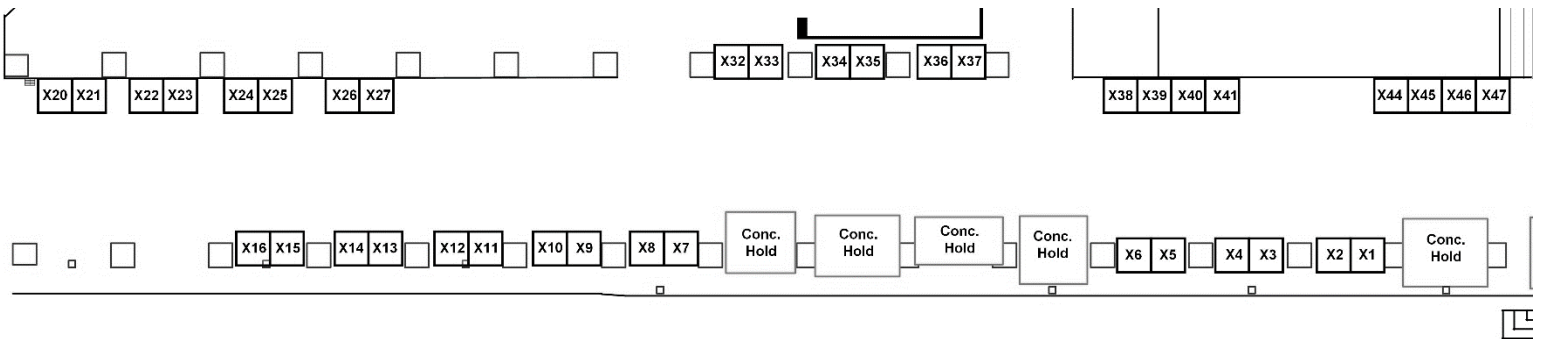 X32 X33 X34 X35 X36 X37
X20 X21 X22 X23 X24 X25 X26 X27 X38 X39 X40 X41 X44 X45 X46 X47
Conc.
Hold
Conc.
Hold
Conc.
Hold
Conc.
Hold
Conc.
Hold
X16 X15 X14 X13 X12 X11 X10 X9 X8 X7 X6 X5 X4 X3 X2 X1